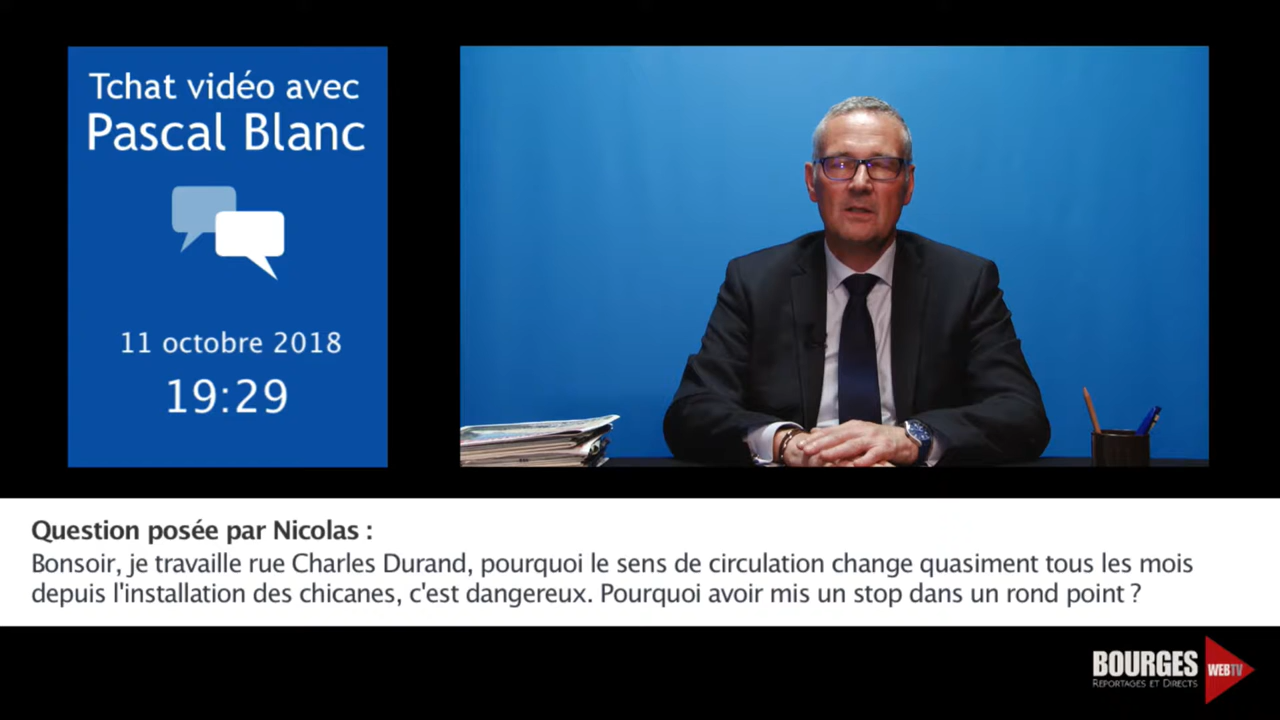 Tchat vidéo avec
Pascal Blanc
11 octobre 2018
19:29
Question posée par Nicolas :
Bonsoir, je travaille rue Charles Durand, pourquoi le sens de circulation change quasiment tous les mois
depuis l'installation des chicanes, c'est dangereux. Pourquoi avoir mis un stop dans un rond point ?
BOURGES
WEBTV
REPORTAGES ET DIRECTS